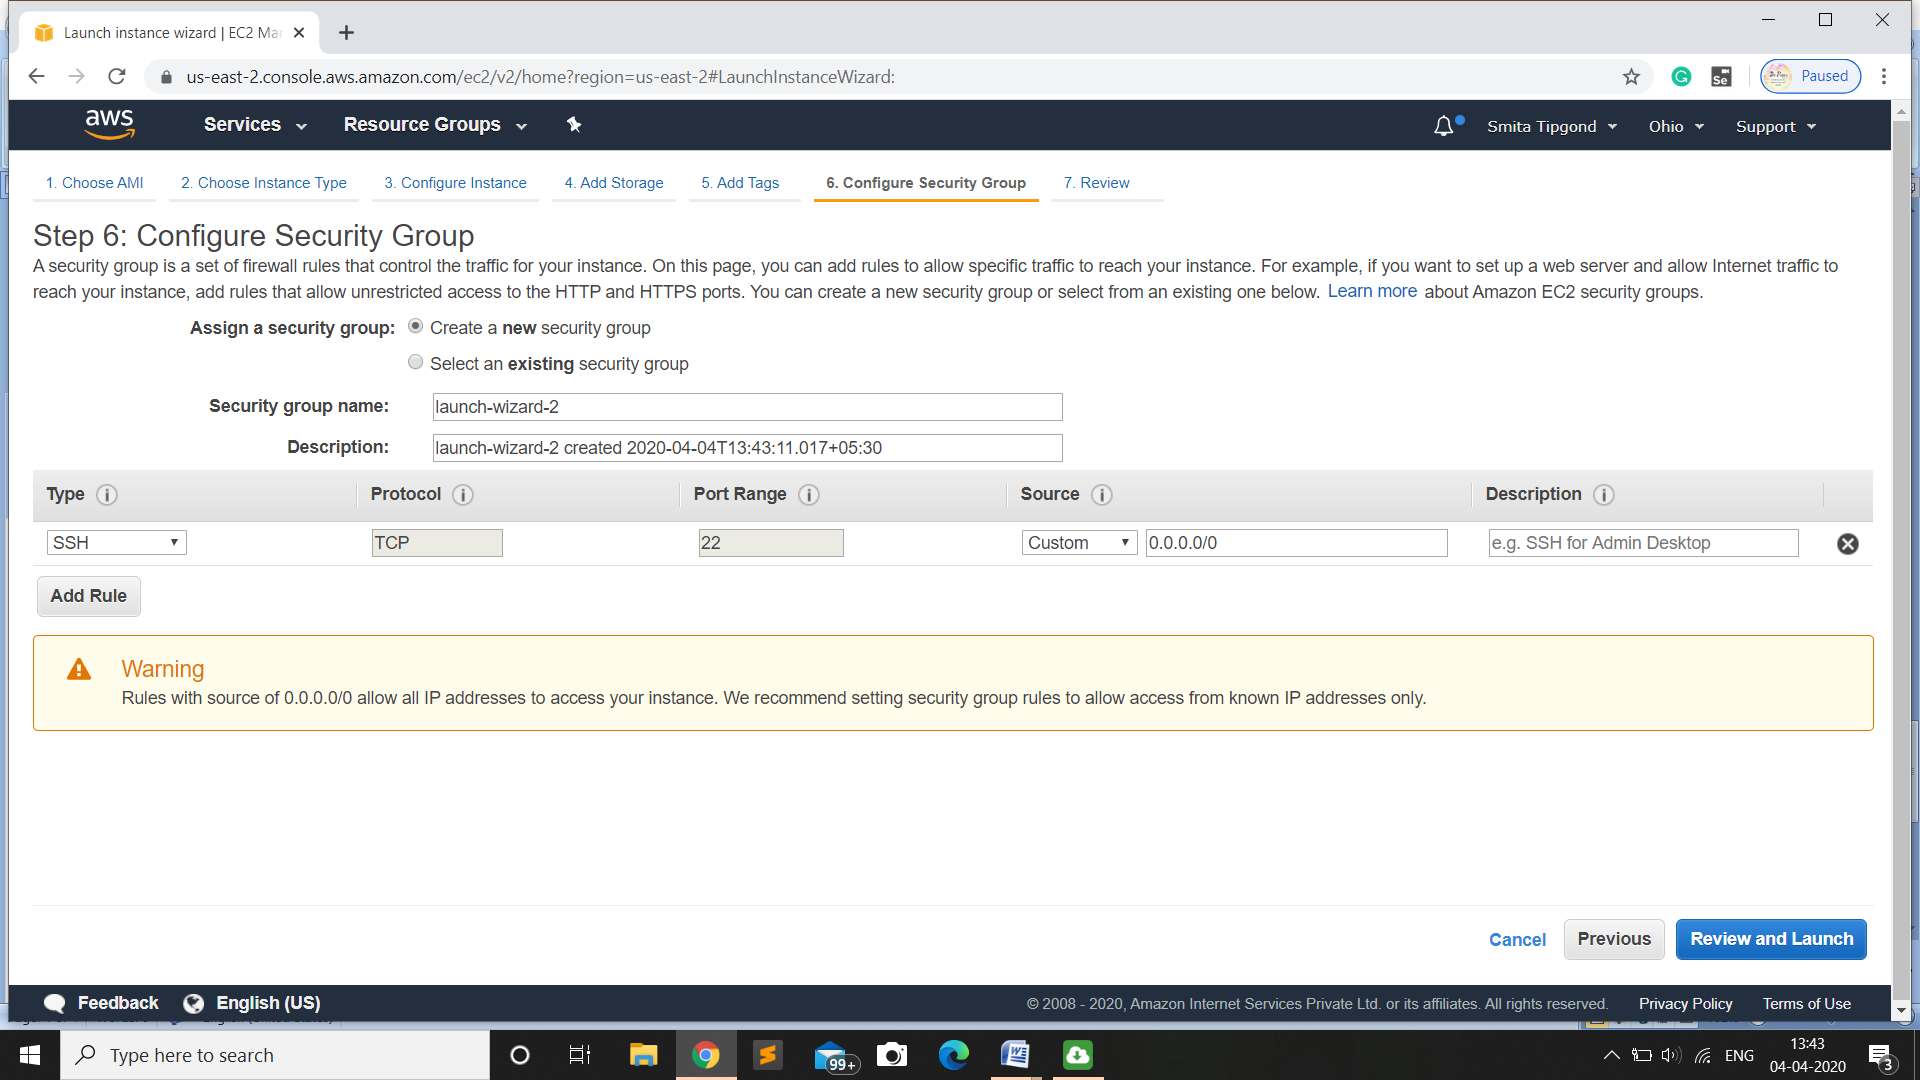 Launch instance wizard | EC2 Ma
us-east-2.console.aws.amazon.com/ec2/v2/home?region=us-east-2#LaunchInstanceWizard:
Se
Paused
aws
Services
Resource Groups
Smita Tipgond
Ohio
Support
1. Choose AMI
2. Choose Instance Type
3. Configure Instance
4. Add Storage
5. Add Tags
6. Configure Security Group
7. Review
Step 6: Configure Security Group
A security group is a set of firewall rules that control the traffic for your instance. On this page, you can add rules to allow specific traffic to reach your instance. For example, if you want to set up a web server and allow Internet traffic to
reach your instance, add rules that allow unrestricted access to the HTTP and HTTPS ports. You can create a new security group or select from an existing one below. Learn more about Amazon EC2 security groups.
Assign a security group:
Create a new security group
Select an existing security group
Security group name:
launch-wizard-2
Description:
launch-wizard-2 created 2020-04-04T13:43:11.017+05:30
Type
Protocol
Port Range
Source
Description
SSH
TCP
22
Custom
0.0.0.0/0
e.g. SSH for Admin Desktop
Add Rule
Warning
Rules with source of 0.0.0.0/0 allow all IP addresses to access your instance. We recommend setting security group rules to allow access from known IP addresses only.
Cancel
Previous
Review and Launch
Feedback
English (US)
© 2008 - 2020, Amazon Internet Services Private Ltd. or its affiliates. All rights reserved.
Privacy Policy
Terms of Use
Type here to search
99+
ENG
13:43
04-04-2020
3